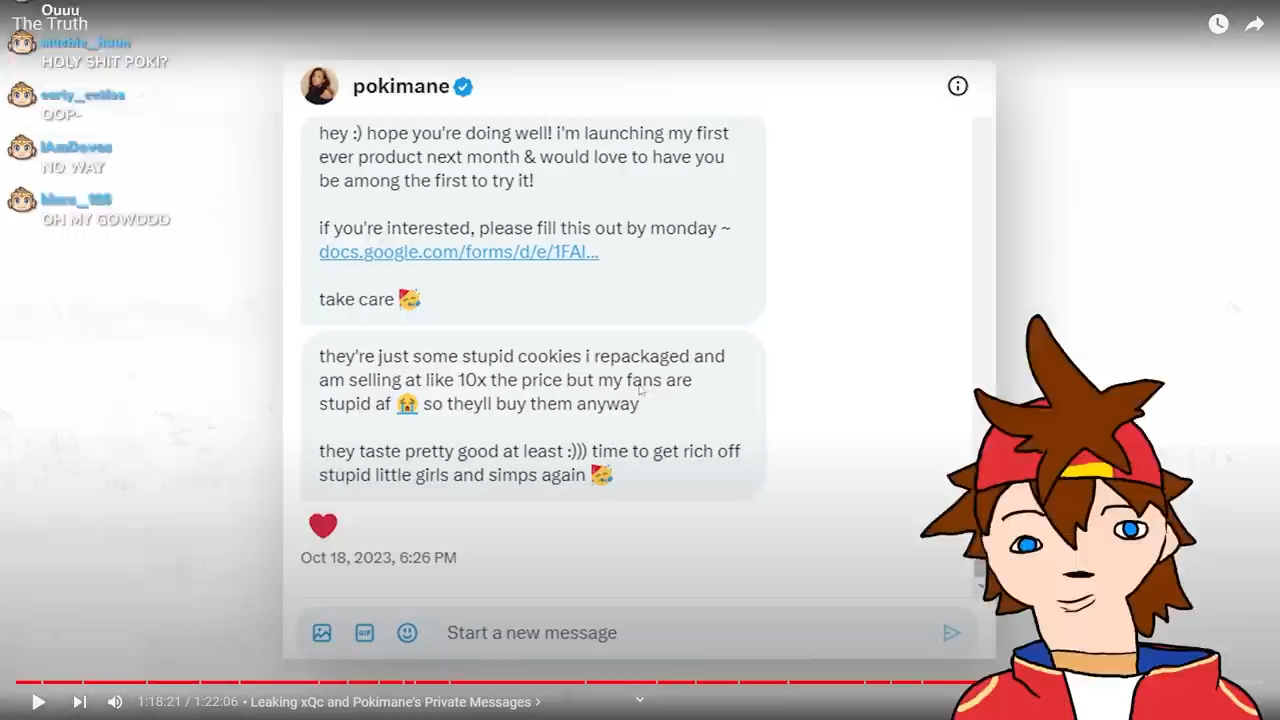 Ouuu
The Truth
HOLY SHIT POKI?
OOP-
IAmDoves
NO WAY
OH MY GOWDDD
pokimane
hey :) hope you're doing well! i'm launching my first
ever product next month & would love to have you
be among the first to try it!
if you're interested, please fill this out by monday ~
docs.google.com/forms/d/e/1FAI...
take care 🥳
they're just some stupid cookies i repackaged and
am selling at like 10x the price but my fans are
stupid af 😭 so theyll buy them anyway
they taste pretty good at least :))) time to get rich off
stupid little girls and simps again 🥳
Oct 18, 2023, 6:26 PM
GIF
Start a new message
1:18:21 / 1:22:06 • Leaking xQc and Pokimane's Private Messages >